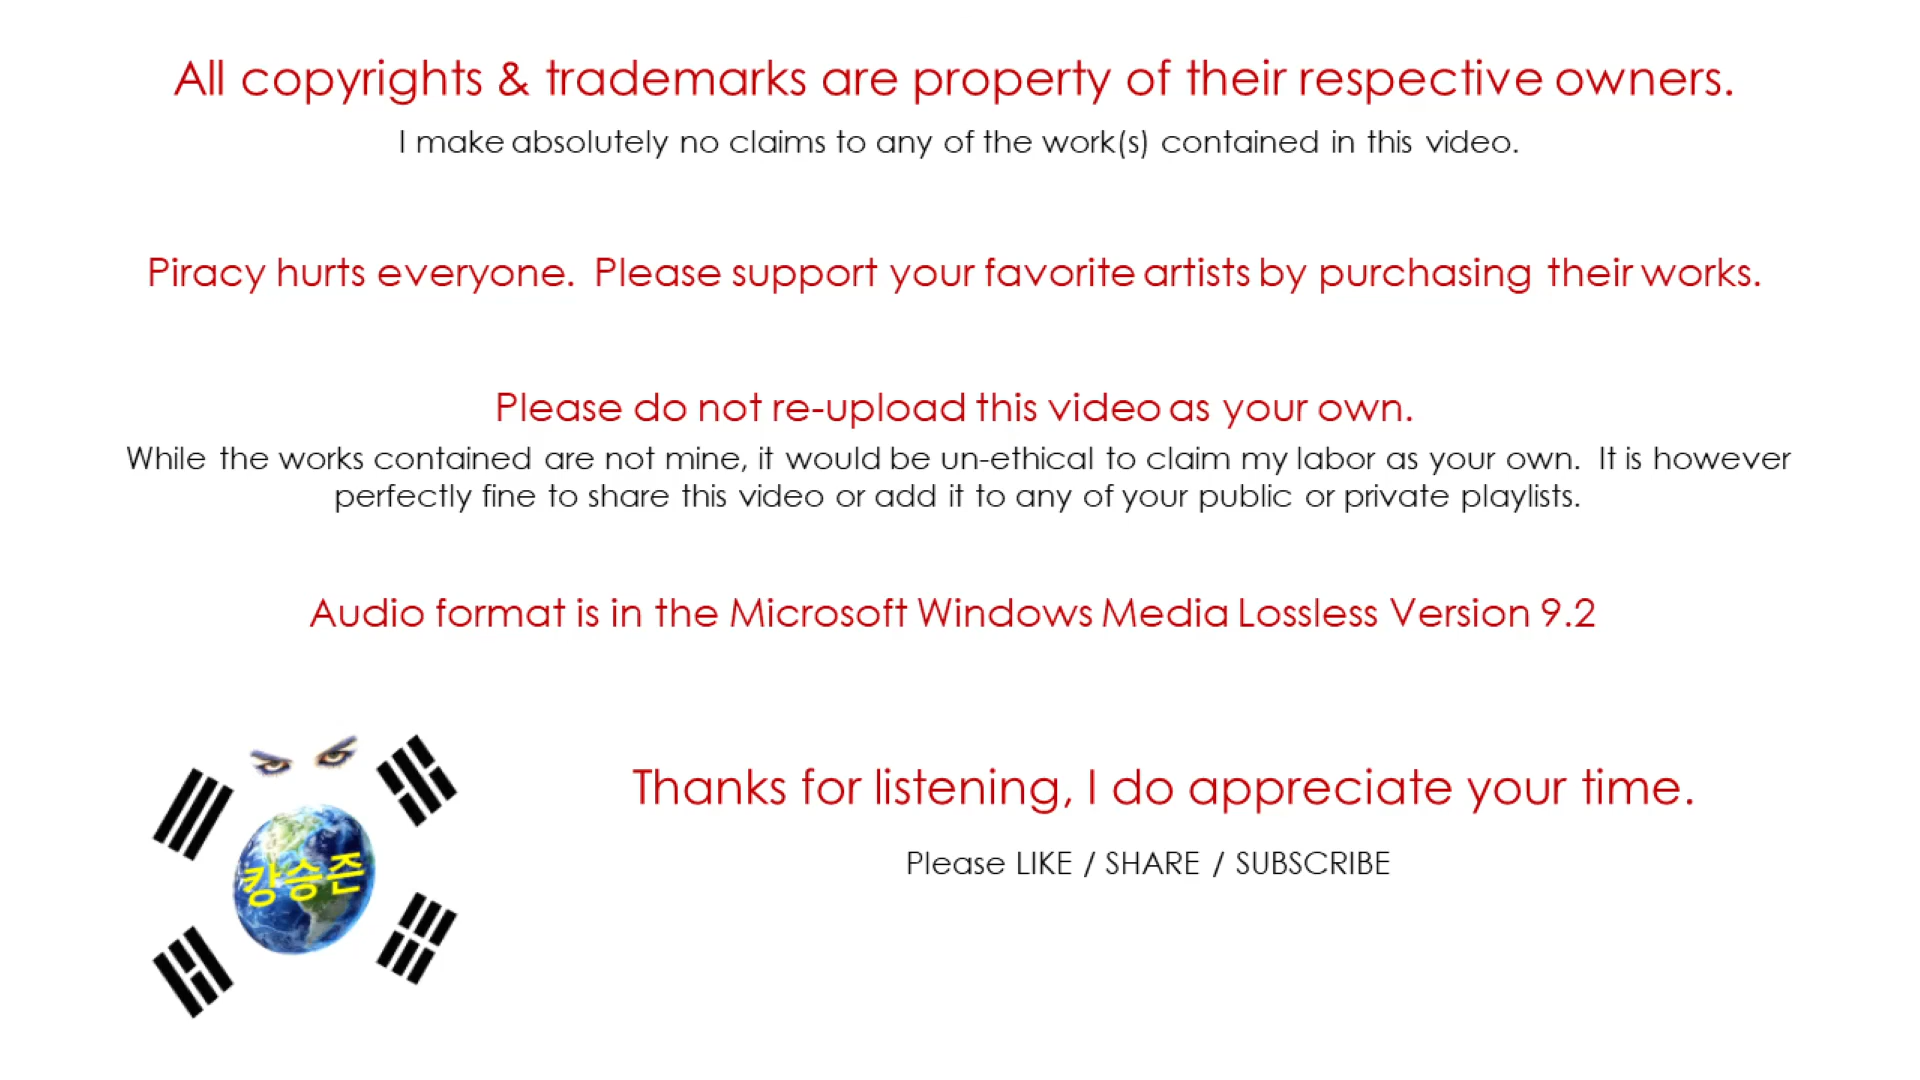 All copyrights & trademarks are property of their respective owners.
I make absolutely no claims to any of the work(s) contained in this video.
Piracy hurts everyone.  Please support your favorite artists by purchasing their works.
Please do not re-upload this video as your own.
While the works contained are not mine, it would be un-ethical to claim my labor as your own.  It is however
perfectly fine to share this video or add it to any of your public or private playlists.
Audio format is in the Microsoft Windows Media Lossless Version 9.2
Thanks for listening, I do appreciate your time.
Please LIKE / SHARE / SUBSCRIBE
캉승즌